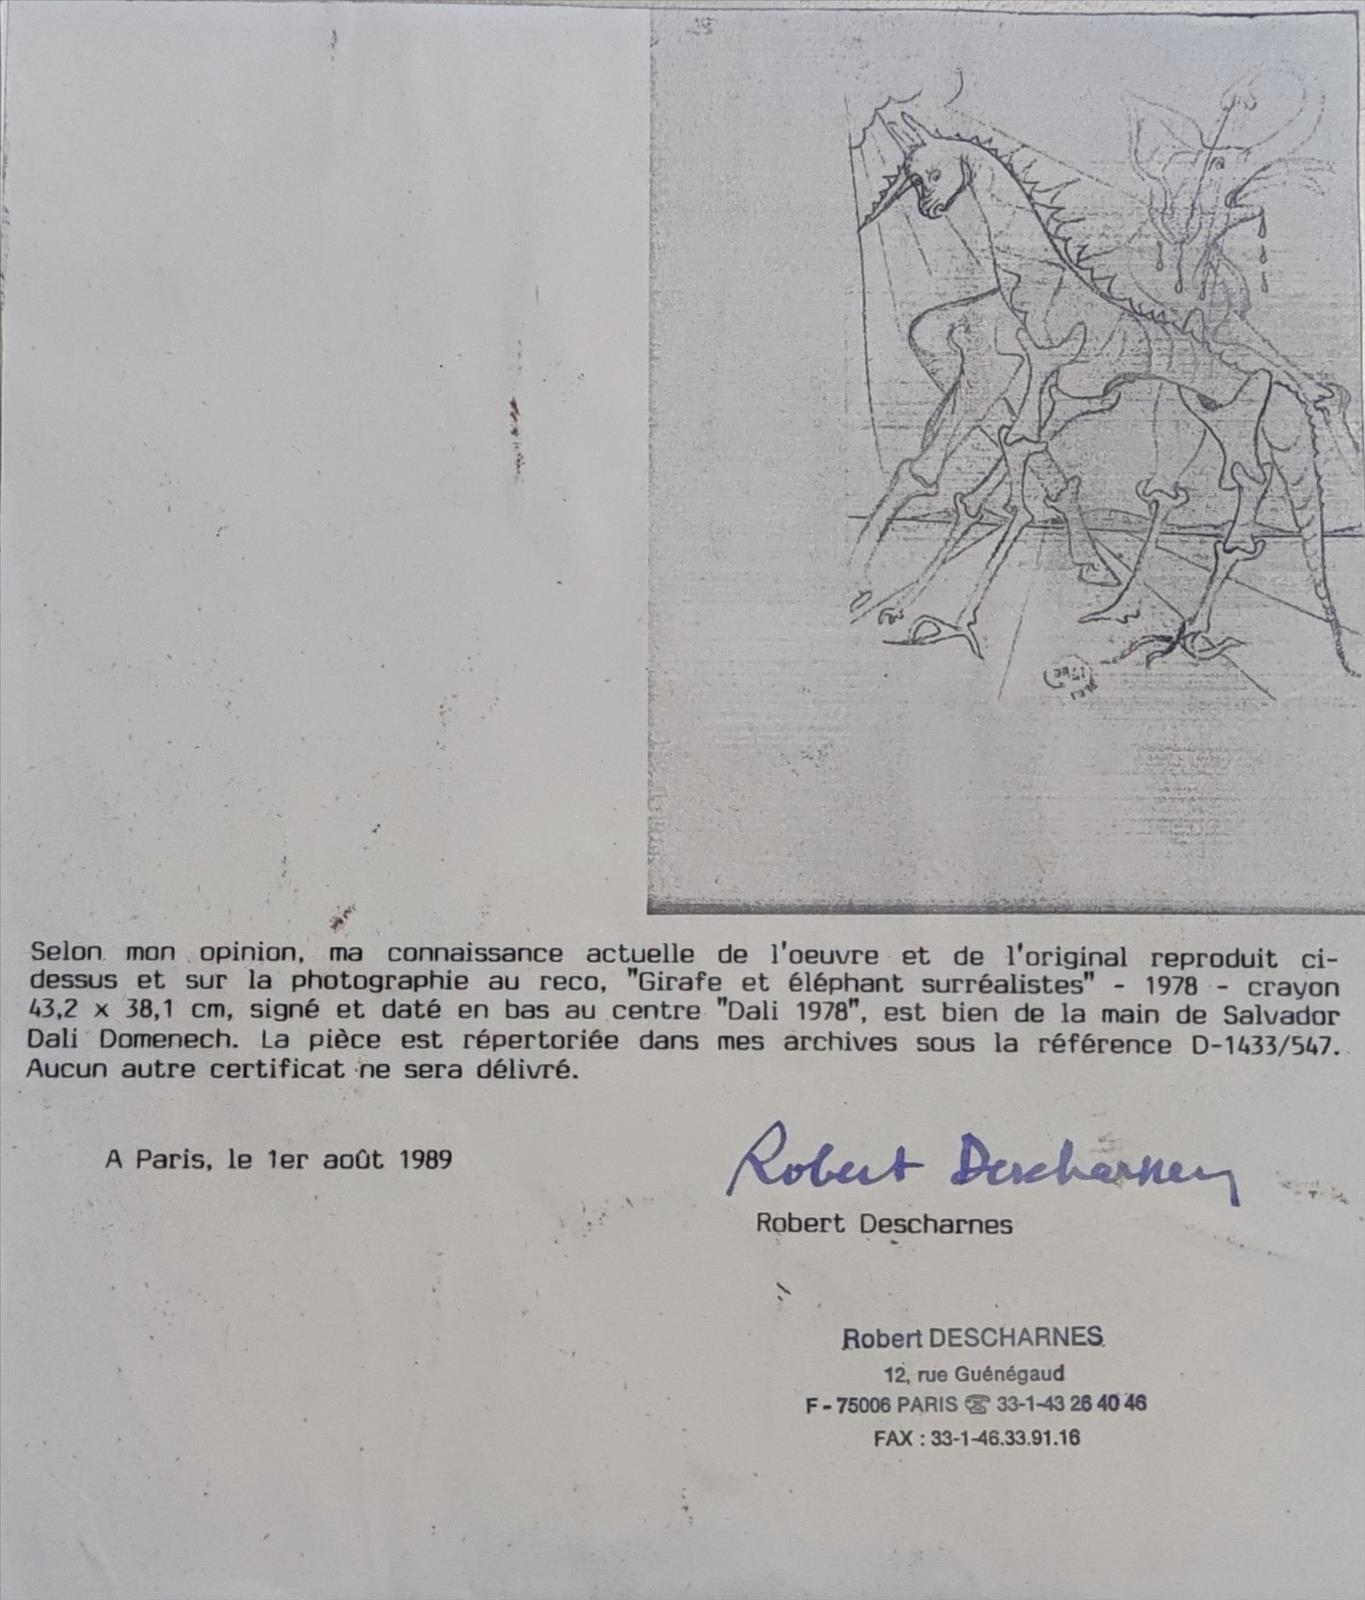 Selon mon opinion, ma connaissance actuelle de l'oeuvre et de l'original reproduit ci-
dessus et sur la photographie au reco, "Girafe et éléphant surréalistes" - 1978 - crayon
43,2 x 38,1 cm, signé et daté en bas au centre "Dali 1978", est bien de la main de Salvador
Dali Domenech. La pièce est répertoriée dans mes archives sous la référence D-1433/547.
Aucun autre certificat ne sera délivré.
A Paris, le 1er août 1989
Robert Descharnes
Robert Descharnes
Robert DESCHARNES
12, rue Guénégaud
F - 75006 PARIS ☎ 33-1-43 26 40 46
FAX : 33-1-46.33.91.16